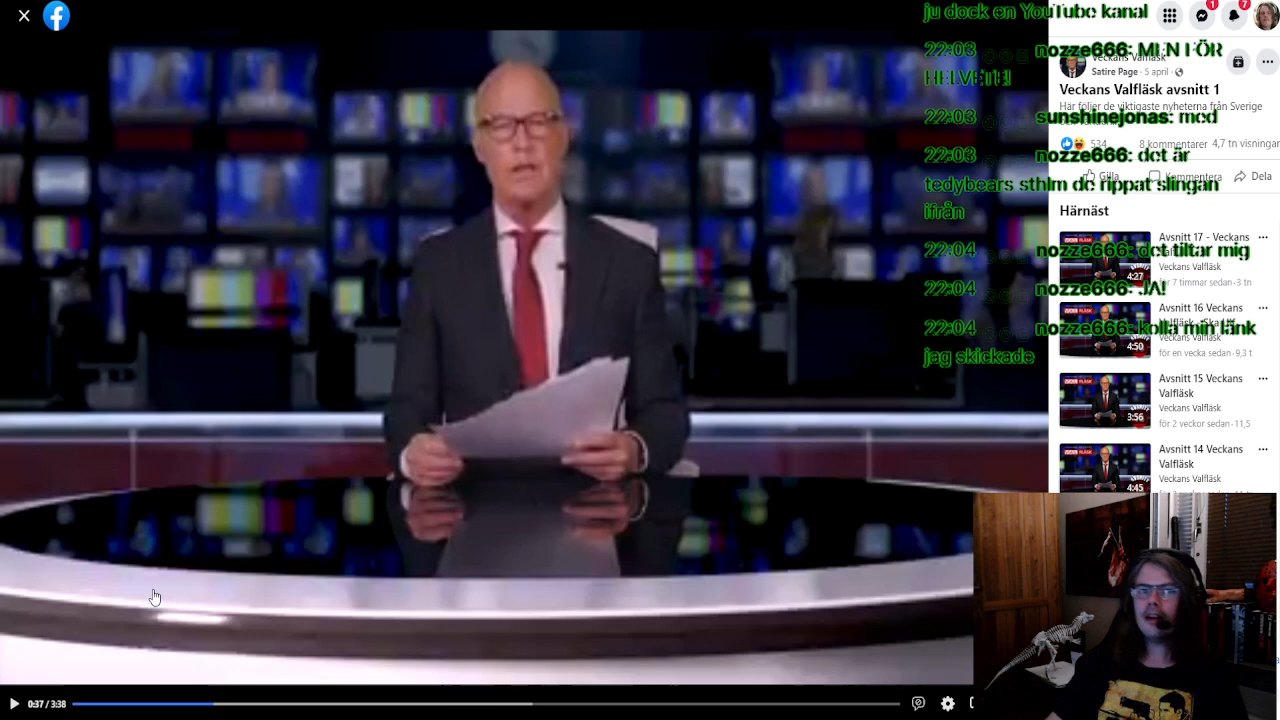 ju dock en YouTube kanal
22:03 nozze666: MEN FÖR
HELVETE!
22:03 sunshinejonas: med
22:03 nozze666: det är
tedybears sthlm de rippat slingan
ifrån
22:04 nozze666: det tiltar mig
22:04 nozze666: JA!
22:04 nozze666: kolla min länk
jag skickade
1
7
Veckans Valfläsk
Satire Page · 5 april ·
Veckans Valfläsk avsnitt 1
Här följer de viktigaste nyheterna från Sverige
534 8 kommentarer 4,7 tn visningar
Gilla Kommentera Dela
Härnäst
Avsnitt 17 - Veckans
Veckans Valfläsk
för 7 timmar sedan · 3 tn
4:27
Avsnitt 16 Veckans
för en vecka sedan · 9,3 t
4:50
Avsnitt 15 Veckans
Valfläsk
Veckans Valfläsk
för 2 veckor sedan · 11,5
3:56
Avsnitt 14 Veckans
Valfläsk
Veckans Valfläsk
4:45
0:37 / 3:38